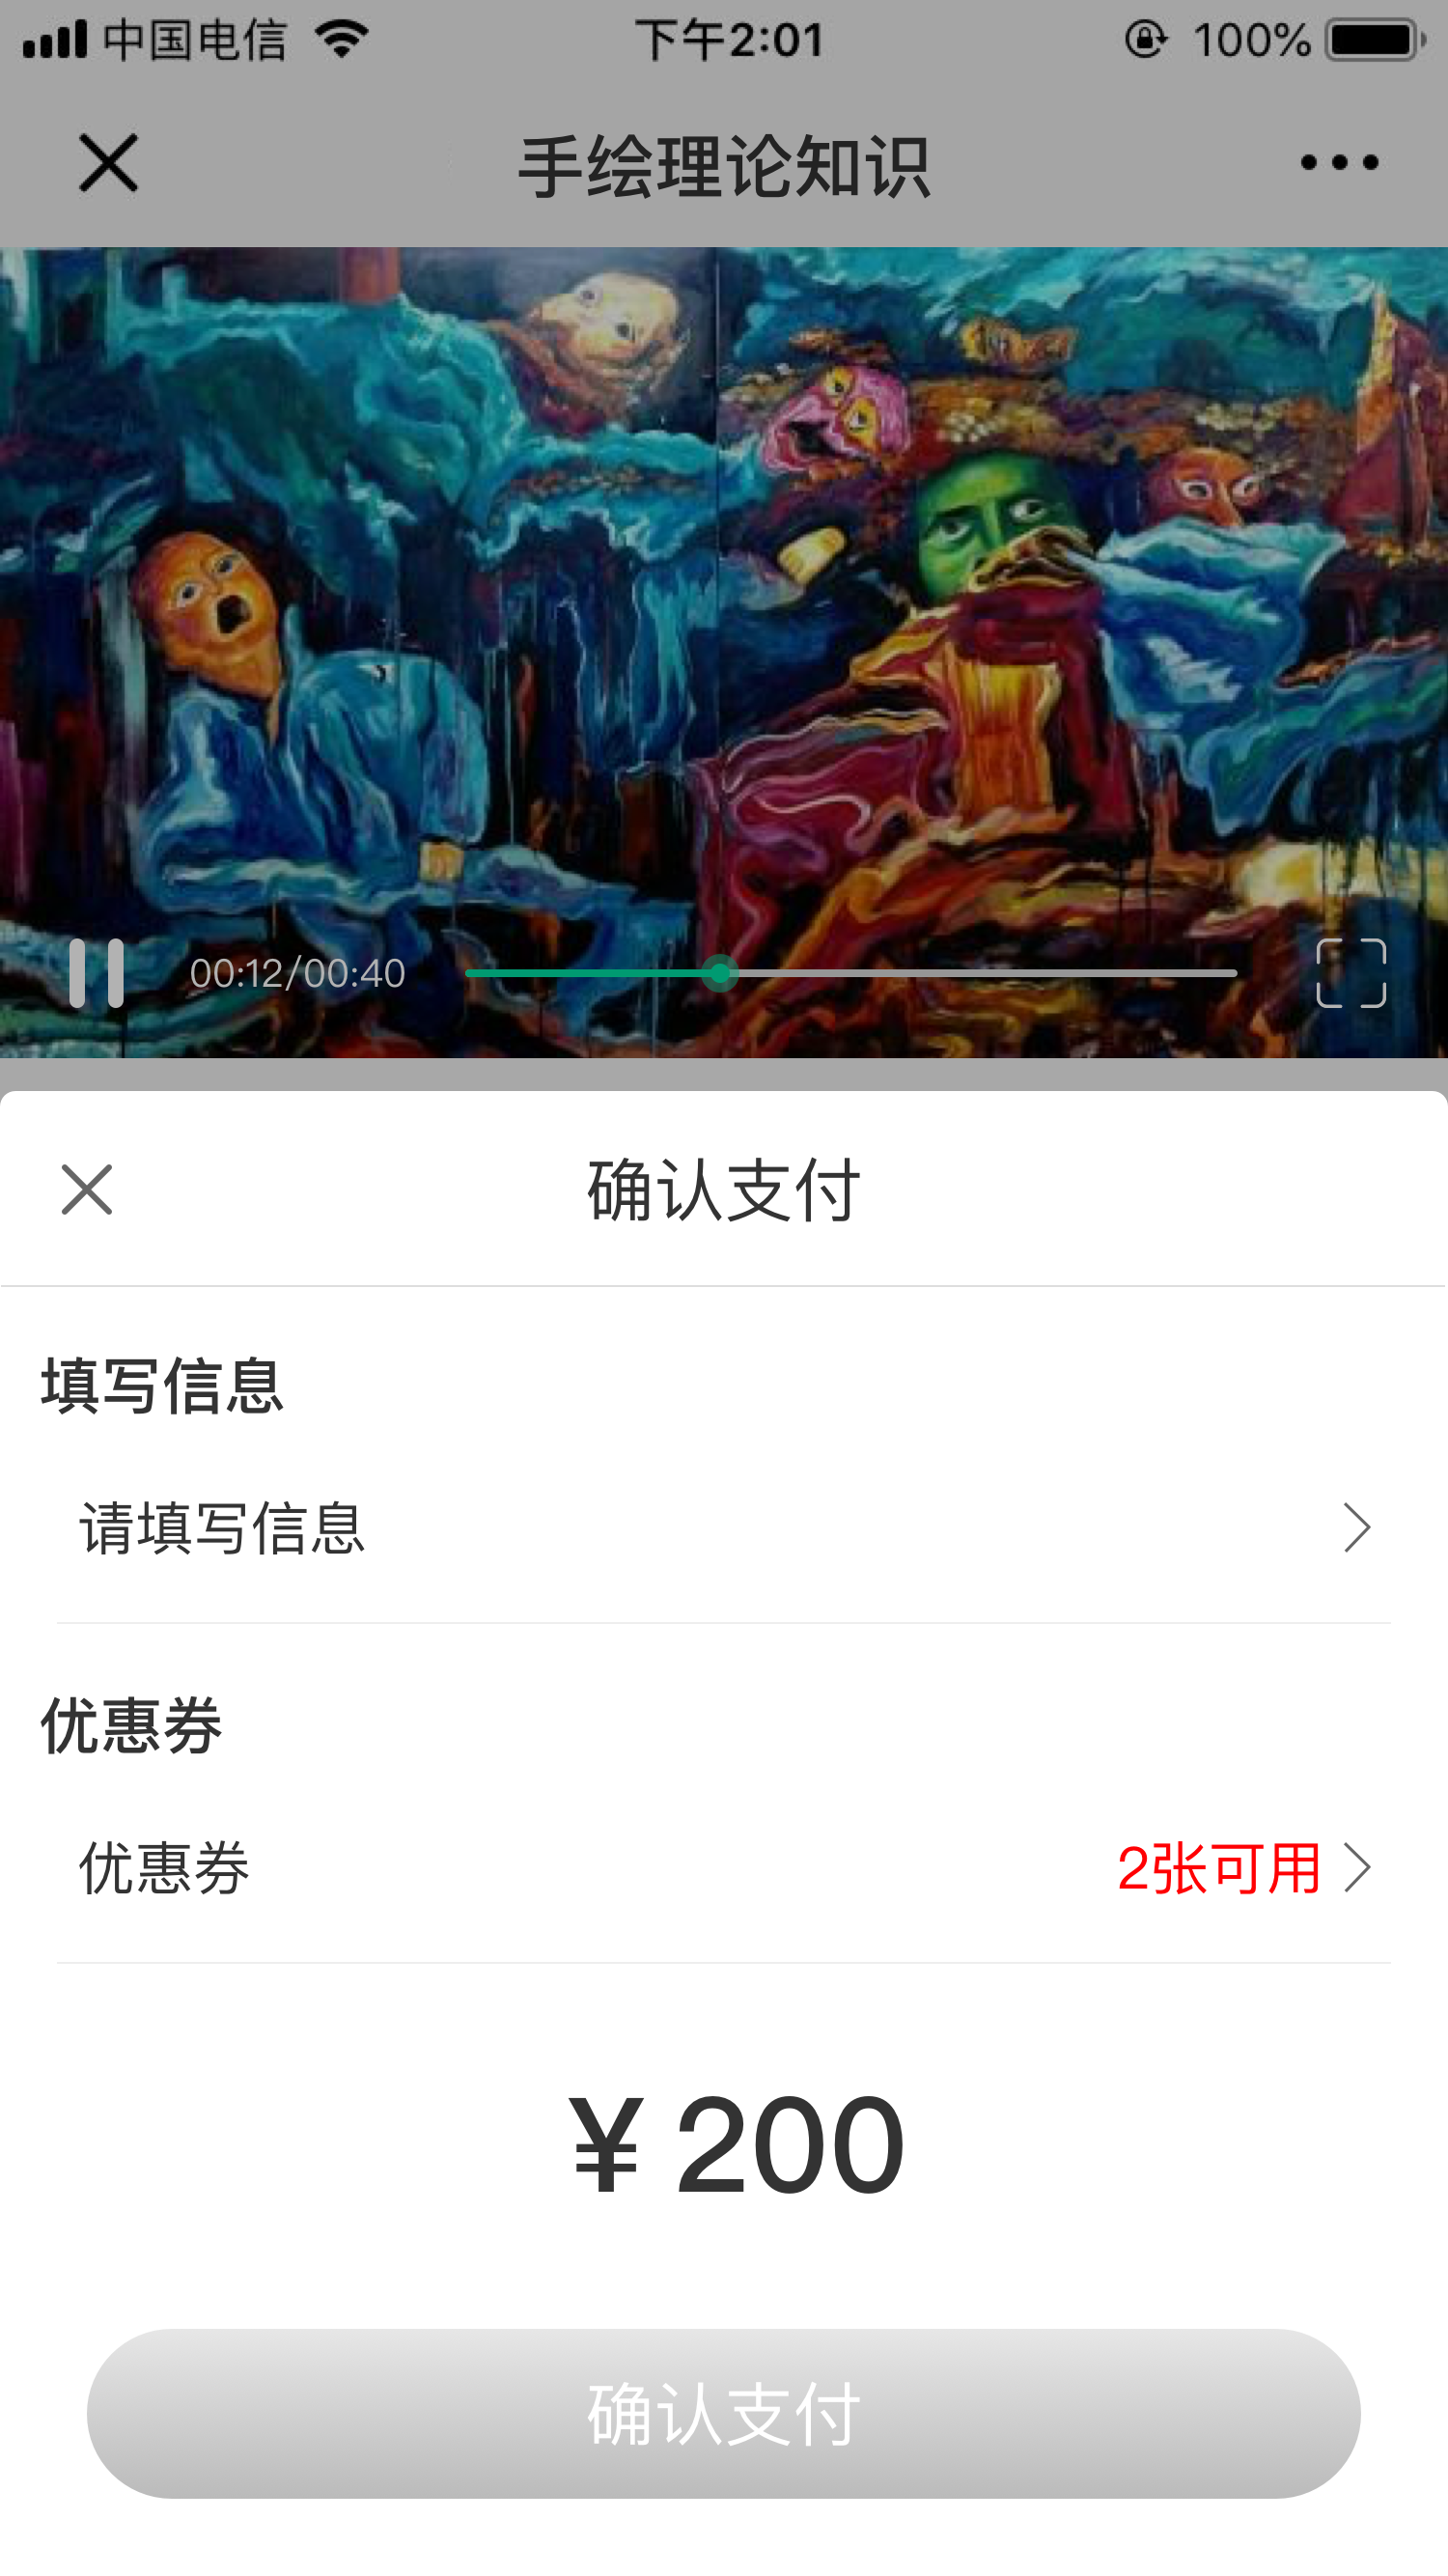 中国电信 下午2:01 100%
手绘理论知识
00:12/00:40
确认支付
填写信息
请填写信息
优惠券
优惠券 2张可用
¥ 200
确认支付